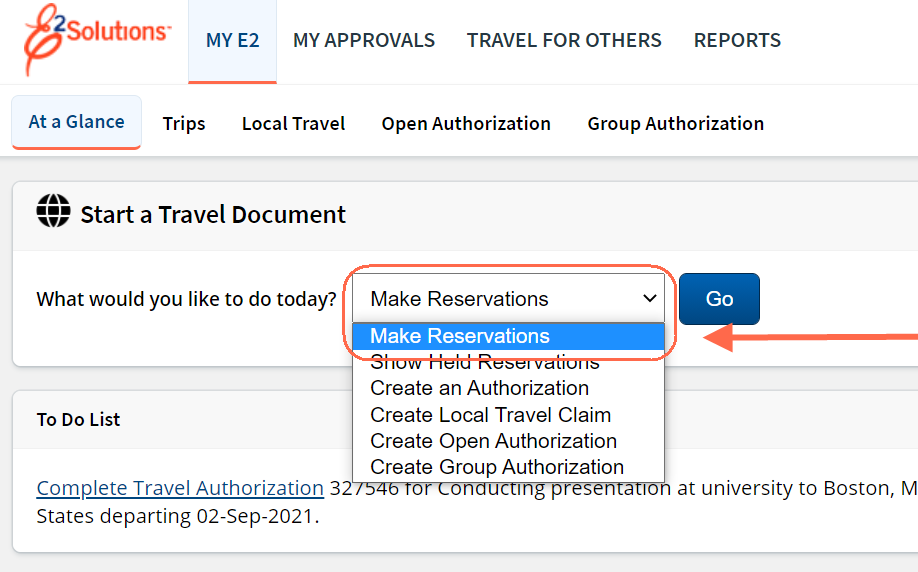 E2Solutions™
MY E2
MY APPROVALS
TRAVEL FOR OTHERS
REPORTS
At a Glance
Trips
Local Travel
Open Authorization
Group Authorization
Start a Travel Document
What would you like to do today?
Make Reservations
Go
Make Reservations
Show Held Reservations
Create an Authorization
Create Local Travel Claim
Create Open Authorization
Create Group Authorization
To Do List
Complete Travel Authorization 327546 for Conducting presentation at university to Boston, M
States departing 02-Sep-2021.